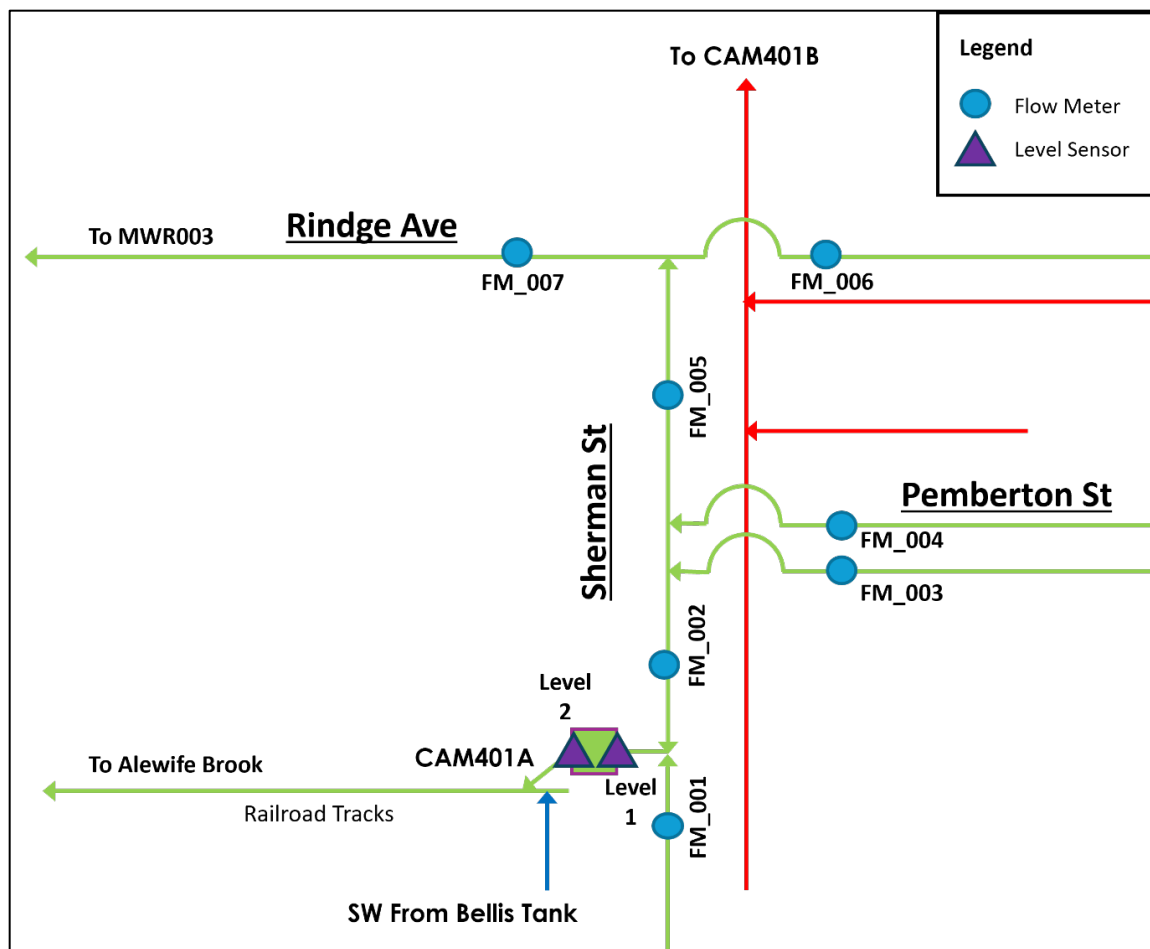 To CAM401B
Legend
Flow Meter
Level Sensor
Rindge Ave
To MWR003
FM_007
FM_006
FM_005
Sherman St
Pemberton St
FM_004
FM_003
FM_002
Level
2
CAM401A
To Alewife Brook
Level
1
Railroad Tracks
FM_001
SW From Bellis Tank